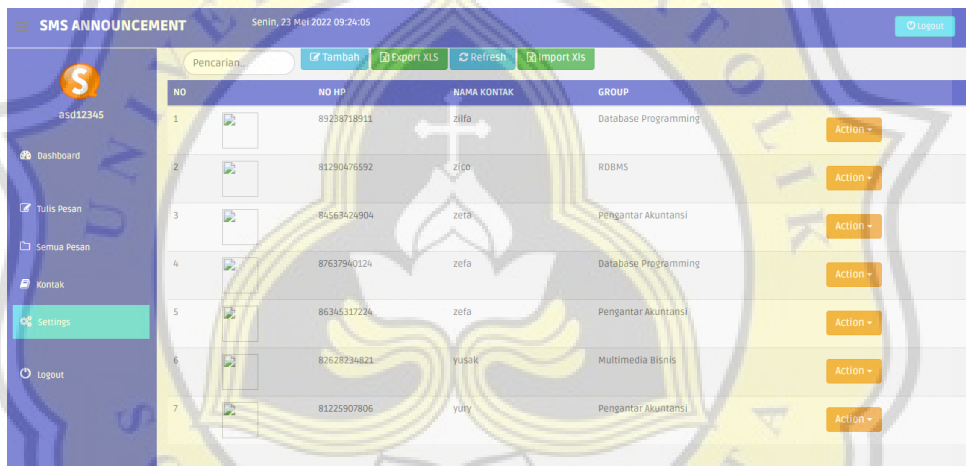 SMS ANNOUNCEMENT
Senin, 23 Mei 2022 09:24:05
Logout
asd12345
Dashboard
Tulis Pesan
Semua Pesan
Kontak
Settings
Logout
Pencarian..
Tambah
Export XLS
Refresh
Import Xls
NO NO HP NAMA KONTAK GROUP
1 89238718911 zilfa Database Programming Action
2 81290476592 zico RDBMS Action
3 84563424904 zeta Pengantar Akuntansi Action
4 87637940124 zefa Database Programming Action
5 86345317224 zefa Pengantar Akuntansi Action
6 82628234821 yusak Multimedia Bisnis Action
7 81225907806 yury Pengantar Akuntansi Action